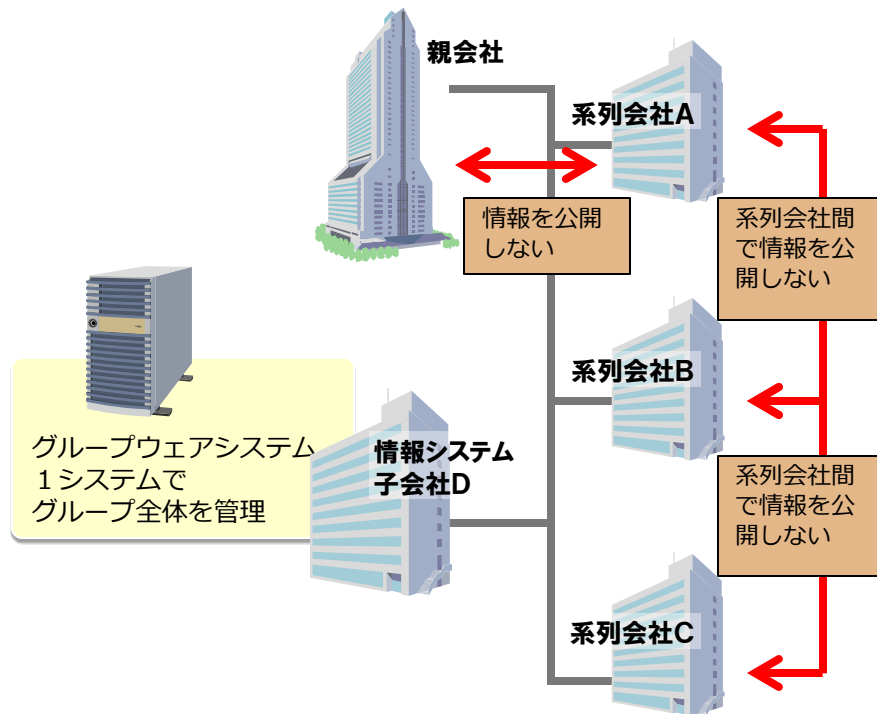 親会社
系列会社A
情報を公開
しない
系列会社間
で情報を公
開しない
系列会社B
グループウェアシステム
１システムで
グループ全体を管理
情報システム
子会社D
系列会社間
で情報を公
開しない
系列会社C